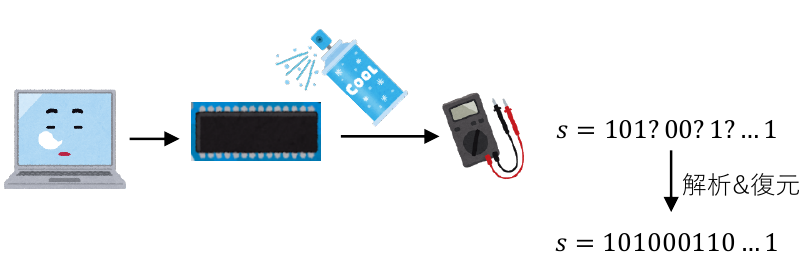 COOL
s = 101? 00? 1? … 1
解析&復元
s = 101000110 … 1